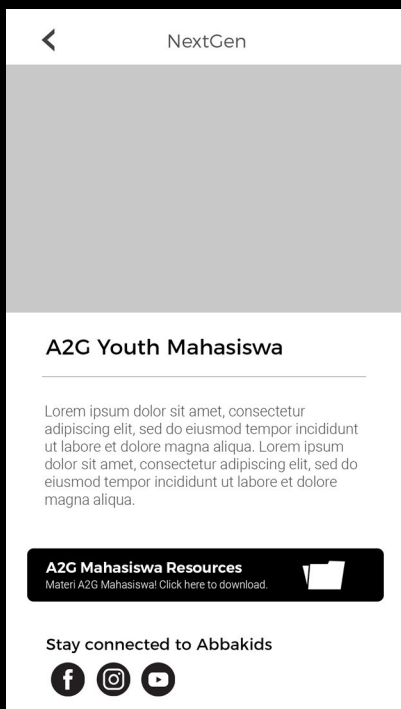 NextGen
A2G Youth Mahasiswa
Lorem ipsum dolor sit amet, consectetur
adipiscing elit, sed do eiusmod tempor incididunt
ut labore et dolore magna aliqua. Lorem ipsum
dolor sit amet, consectetur adipiscing elit, sed do
eiusmod tempor incididunt ut labore et dolore
magna aliqua.
A2G Mahasiswa Resources
Materi A2G Mahasiswa! Click here to download.
Stay connected to Abbakids